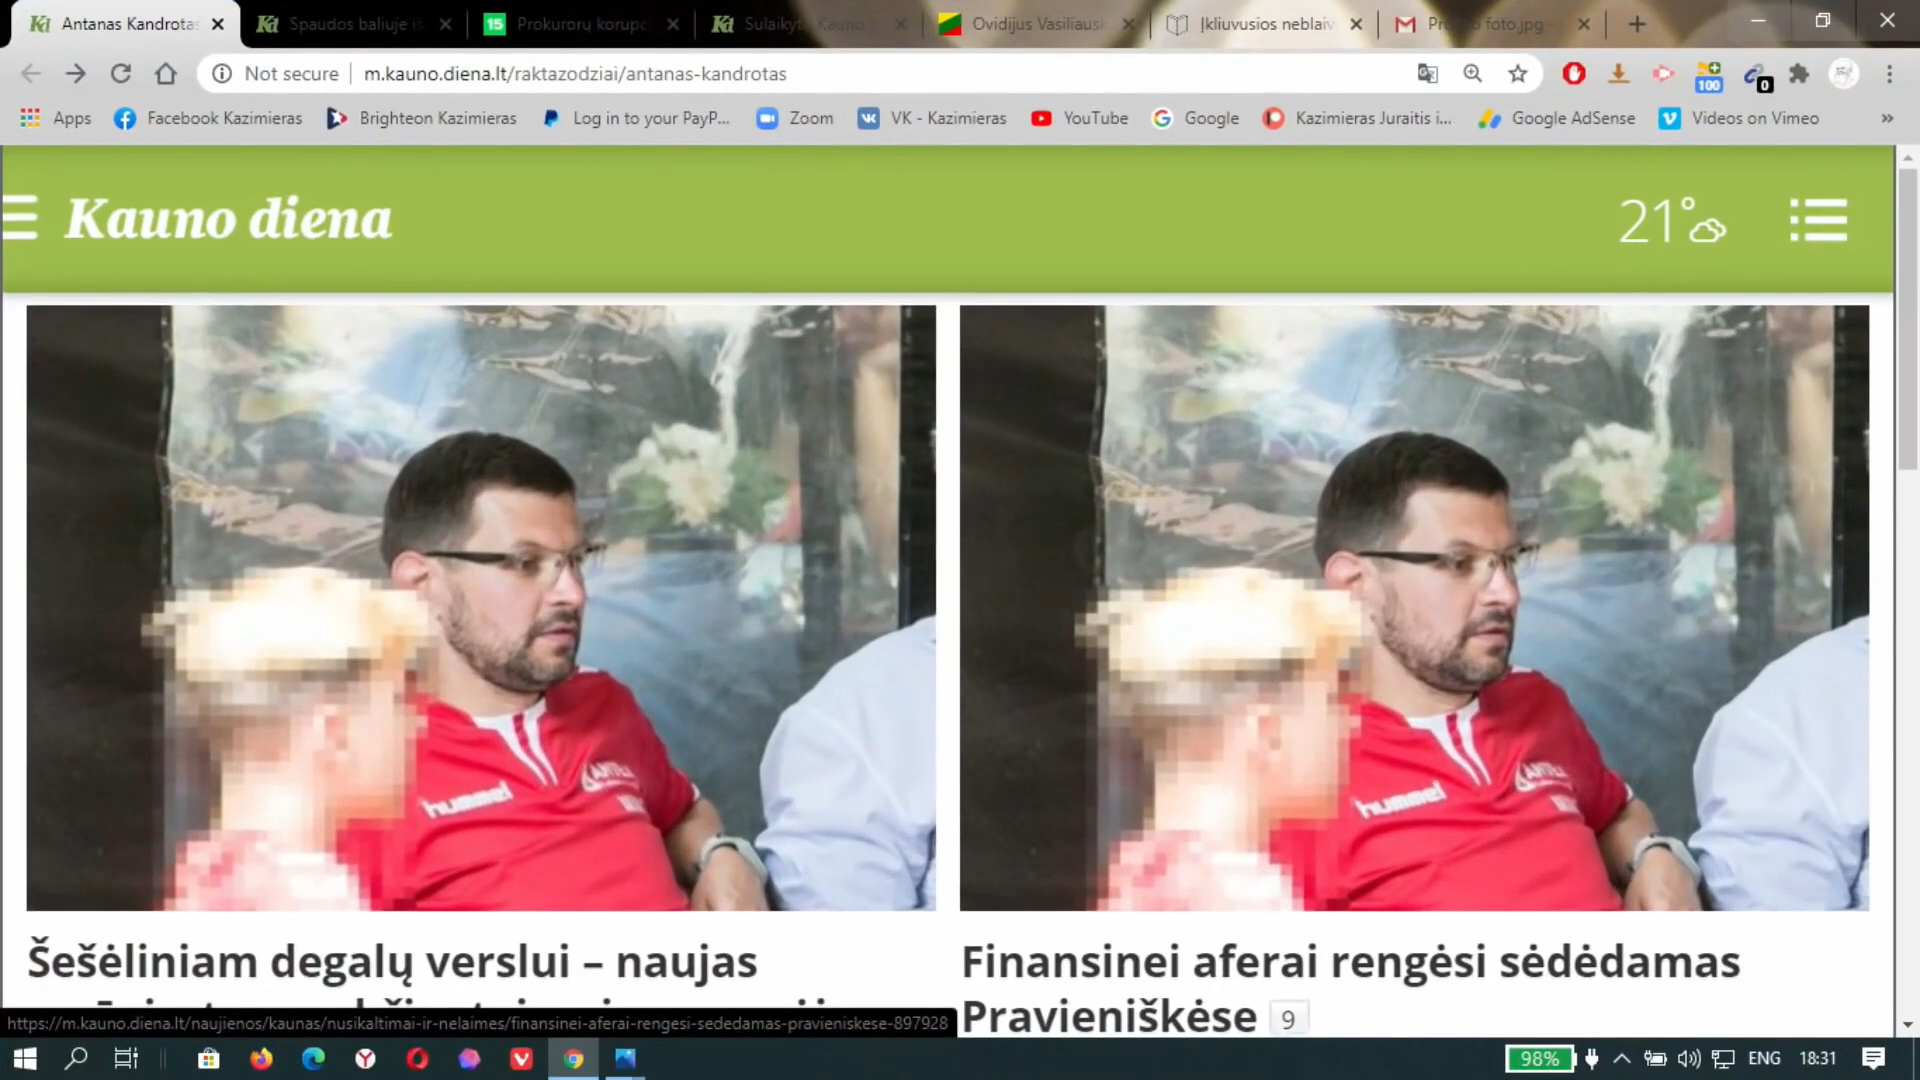 Antanas Kandrotas
Spaudos baliuje iš
Prokurorų korupc
Sulaikyt Kauno
Ovidijus Vasiliausk
Įkliuvusios neblaiv
foto.jpg
Not secure
m.kauno.diena.lt/raktazodziai/antanas-kandrotas
100
0
Apps
Facebook Kazimieras
Brighteon Kazimieras
Log in to your PayP...
Zoom
VK - Kazimieras
YouTube
Google
Kazimieras Juraitis i...
Google AdSense
Videos on Vimeo
»
Kauno diena
21°
hummel
hummel
Šešėliniam degalų verslui – naujas
Finansinei aferai rengėsi sėdėdamas
Pravieniškėse 9
https://m.kauno.diena.lt/naujienos/kaunas/nusikaltimai-ir-nelaimes/finansinei-aferai-rengesi-sededamas-pravieniskese-897928
98%
ENG
18:31